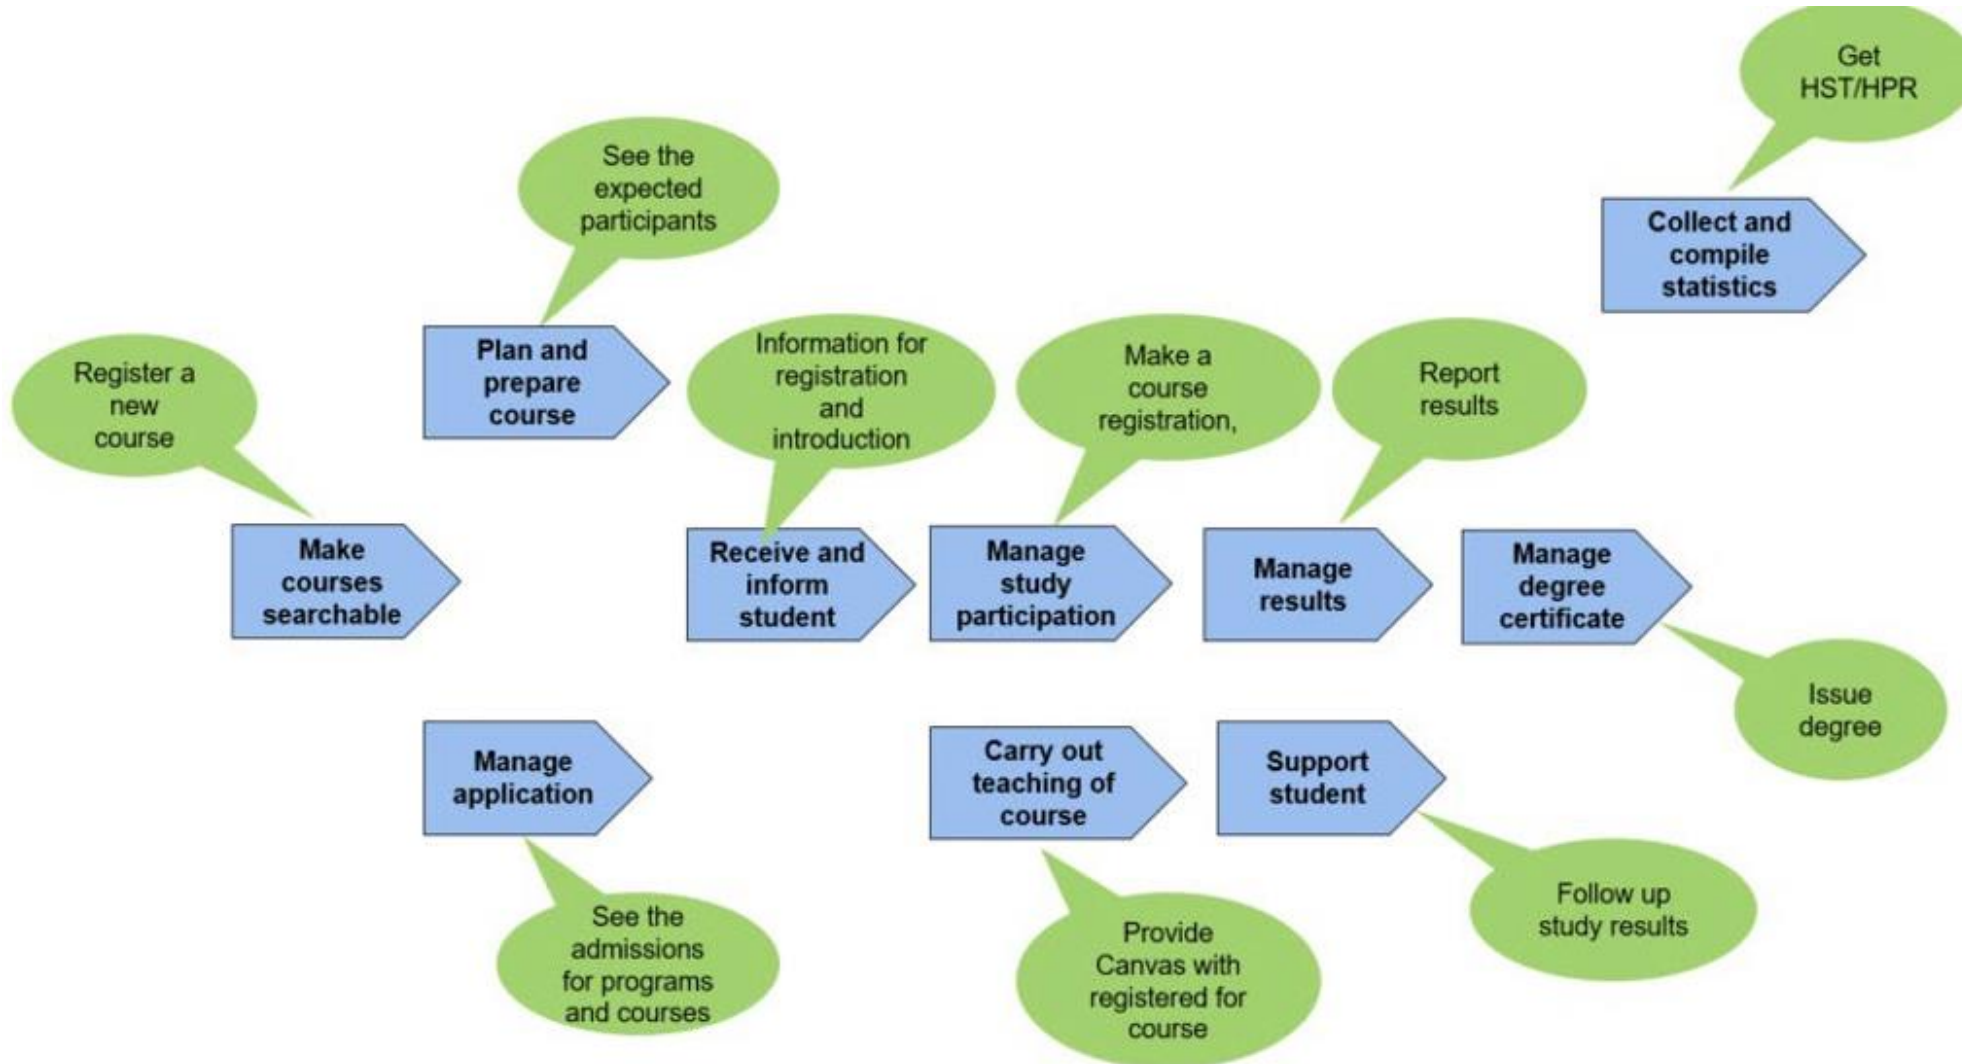 Get
HST/HPR
See the
expected
participants
Collect and
compile
statistics
Register a
new
course
Plan and
prepare
course
Information for
registration
and
introduction
Make a
course
registration,
Report
results
Make
courses
searchable
Receive and
inform
student
Manage
study
participation
Manage
results
Manage
degree
certificate
Issue
degree
Manage
application
Carry out
teaching of
course
Support
student
See the
admissions
for programs
and courses
Provide
Canvas with
registered for
course
Follow up
study results